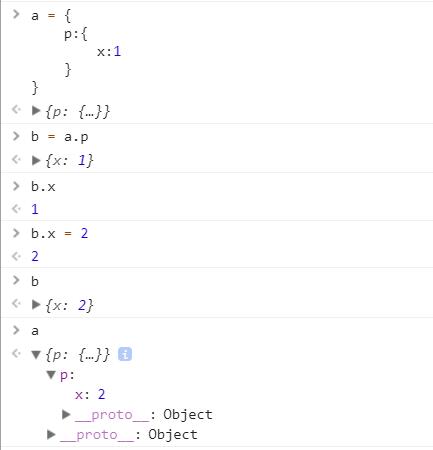 > a = {
p:{
x:1
}
}
<· ▶{p: {…}}
> b = a.p
<· ▶{x: 1}
> b.x
<· 1
> b.x = 2
<· 2
> b
<· ▶{x: 2}
> a
<· ▼{p: {…}} i
▼p:
x: 2
▶__proto__: Object
▶__proto__: Object